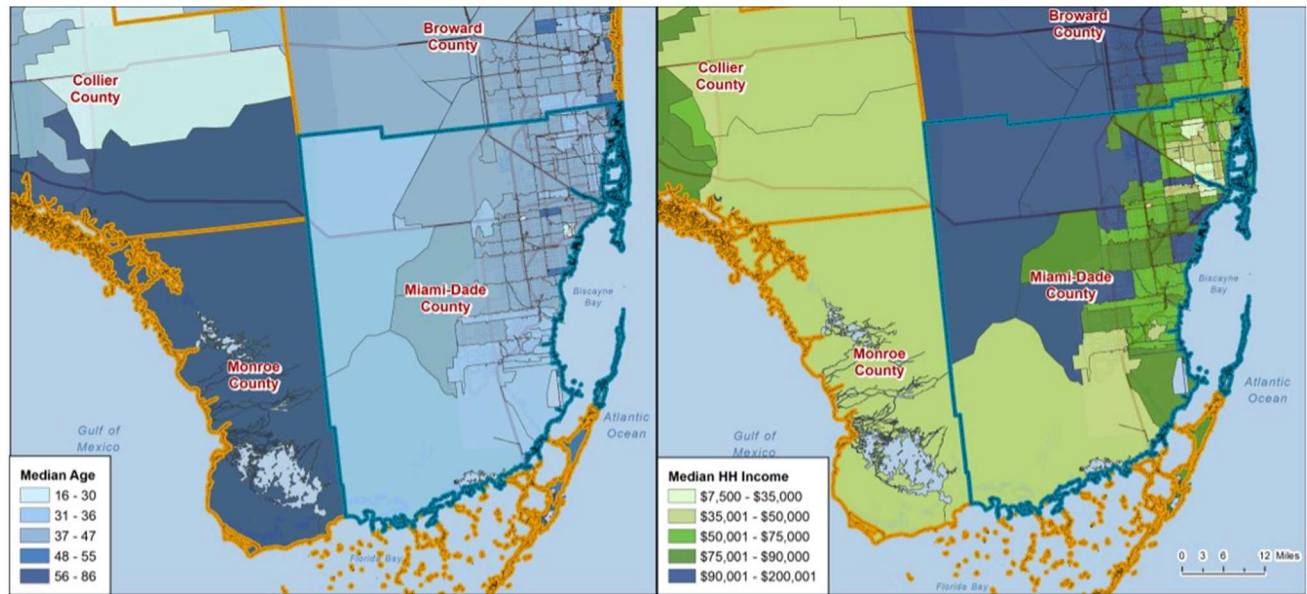 Broward
County
Collier
County
Miami-Dade
County
Biscayne
Bay
Monroe
County
Atlantic
Ocean
Gulf of
Mexico
Florida Bay
Median Age
16 - 30
31 - 36
37 - 47
48 - 55
56 - 86
Broward
County
Collier
County
Miami-Dade
County
Biscayne
Bay
Monroe
County
Atlantic
Ocean
Gulf of
Mexico
Florida Bay
Median HH Income
$7,500 - $35,000
$35,001 - $50,000
$50,001 - $75,000
$75,001 - $90,000
$90,001 - $200,001
0 3 6 12 Miles